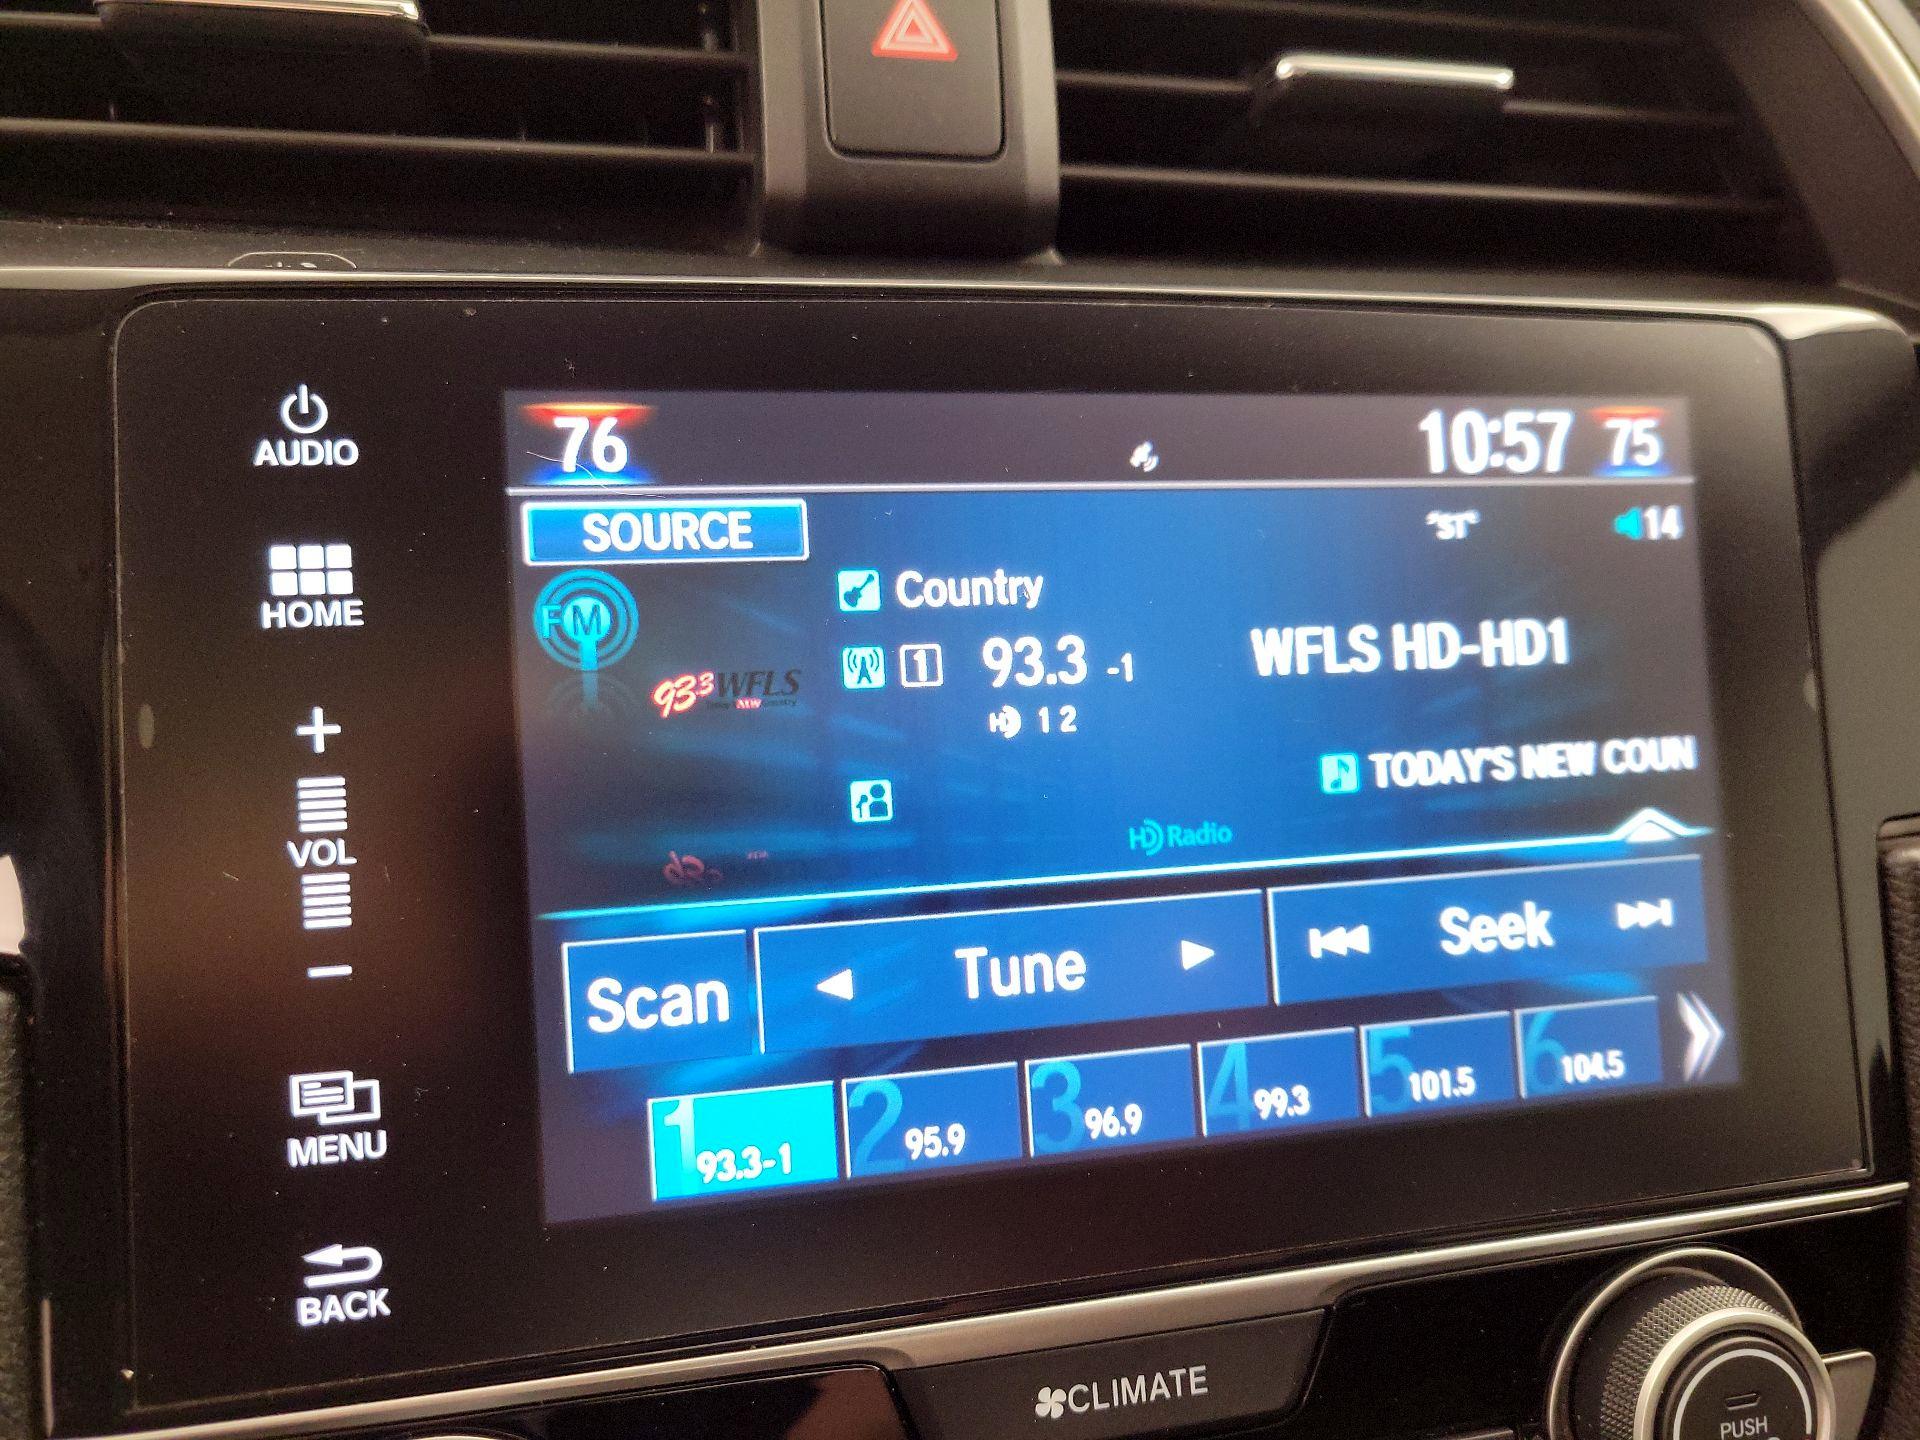 AUDIO
HOME
VOL
MENU
BACK
76
10:57
75
SOURCE
"ST"
14
FM
93.3 WFLS
Country
1 93.3 -1
WFLS HD-HD1
HD 1 2
TODAY'S NEW COUN
HD Radio
Scan
Tune
Seek
1 93.3-1
2 95.9
3 96.9
4 99.3
5 101.5
6 104.5
CLIMATE
PUSH